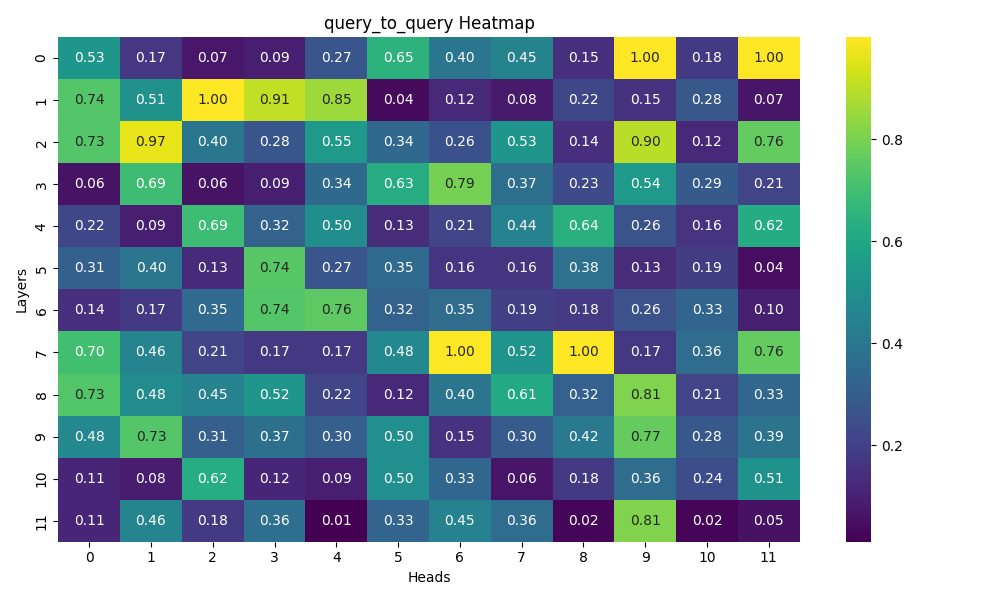 query_to_query Heatmap
0 0.53 0.17 0.07 0.09 0.27 0.65 0.40 0.45 0.15 1.00 0.18 1.00
1 0.74 0.51 1.00 0.91 0.85 0.04 0.12 0.08 0.22 0.15 0.28 0.07
2 0.73 0.97 0.40 0.28 0.55 0.34 0.26 0.53 0.14 0.90 0.12 0.76
3 0.06 0.69 0.06 0.09 0.34 0.63 0.79 0.37 0.23 0.54 0.29 0.21
4 0.22 0.09 0.69 0.32 0.50 0.13 0.21 0.44 0.64 0.26 0.16 0.62
5 0.31 0.40 0.13 0.74 0.27 0.35 0.16 0.16 0.38 0.13 0.19 0.04
6 0.14 0.17 0.35 0.74 0.76 0.32 0.35 0.19 0.18 0.26 0.33 0.10
7 0.70 0.46 0.21 0.17 0.17 0.48 1.00 0.52 1.00 0.17 0.36 0.76
8 0.73 0.48 0.45 0.52 0.22 0.12 0.40 0.61 0.32 0.81 0.21 0.33
9 0.48 0.73 0.31 0.37 0.30 0.50 0.15 0.30 0.42 0.77 0.28 0.39
10 0.11 0.08 0.62 0.12 0.09 0.50 0.33 0.06 0.18 0.36 0.24 0.51
11 0.11 0.46 0.18 0.36 0.01 0.33 0.45 0.36 0.02 0.81 0.02 0.05
0 1 2 3 4 5 6 7 8 9 10 11
Heads
Layers
0.8
0.6
0.4
0.2